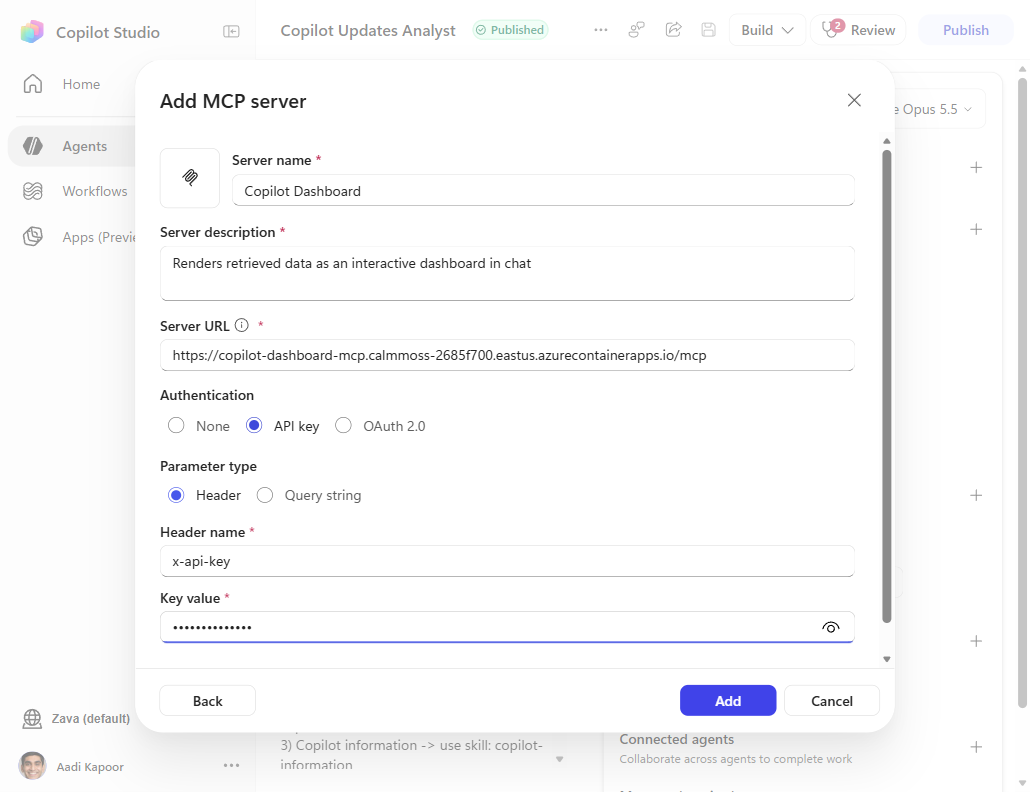 Copilot Studio
Copilot Updates Analyst
Published
Build
2
Review
Publish
Home
Agents
Workflows
Apps
Opus 5.5
Add MCP server
Server name *
Copilot Dashboard
Server description *
Renders retrieved data as an interactive dashboard in chat
Server URL *
https://copilot-dashboard-mcp.calmmoss-2685f700.eastus.azurecontainerapps.io/mcp
Authentication
None
API key
OAuth 2.0
Parameter type
Header
Query string
Header name *
x-api-key
Key value *
••••••••••••••
Back
Add
Cancel
Zava (default)
Aadi Kapoor
3) Copilot information -> use skill: copilot-
information
Connected agents
Collaborate across agents to complete work